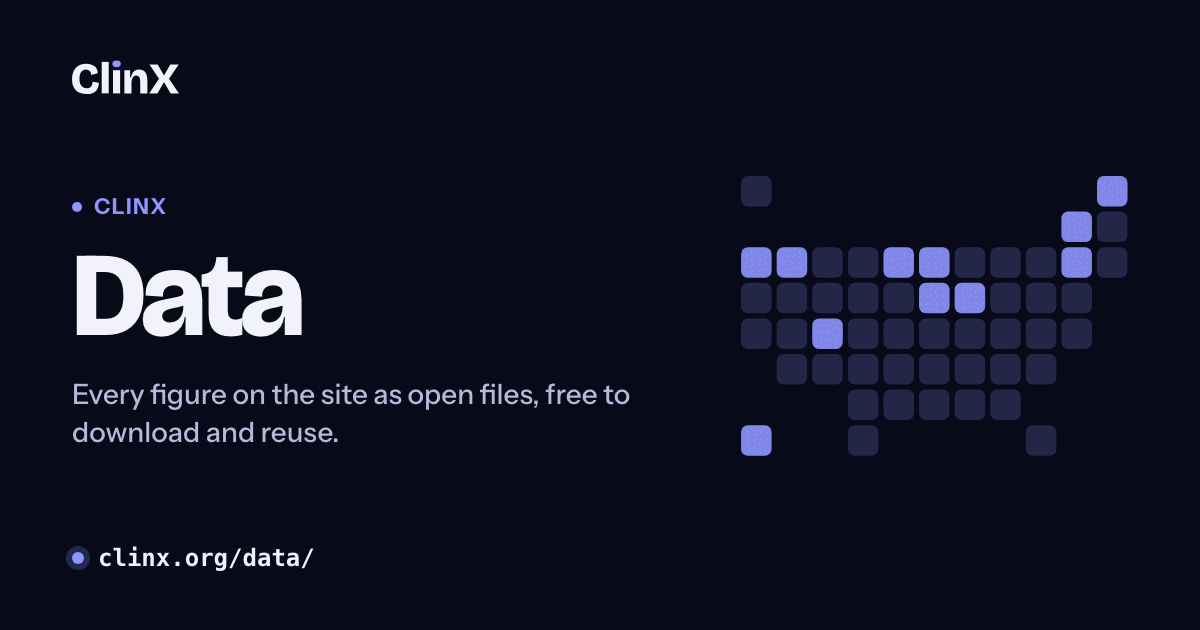 ClinX
CLINX
Data
Every figure on the site as open files, free to
download and reuse.
clinx.org/data/